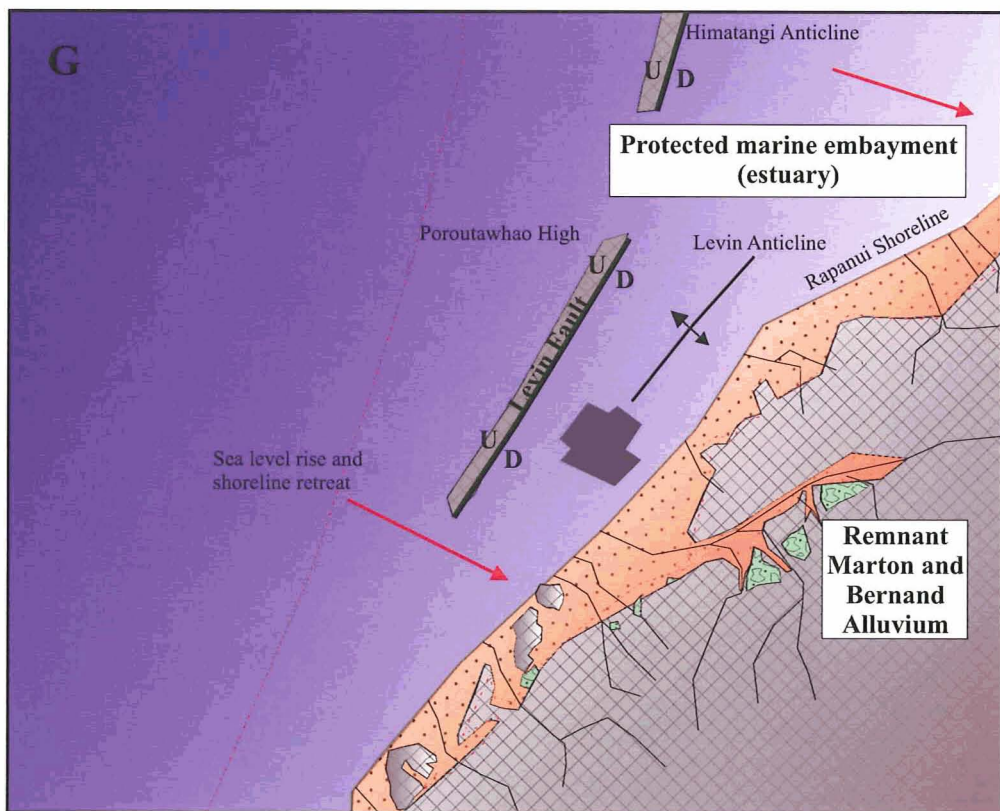 G
Himatangi Anticline
U
D
Protected marine embayment
(estuary)
Rapanui Shoreline
Poroutawhao High
Levin Anticline
U
D
Levin Fault
U
D
Sea level rise and
shoreline retreat
Remnant
Marton and
Bernand
Alluvium